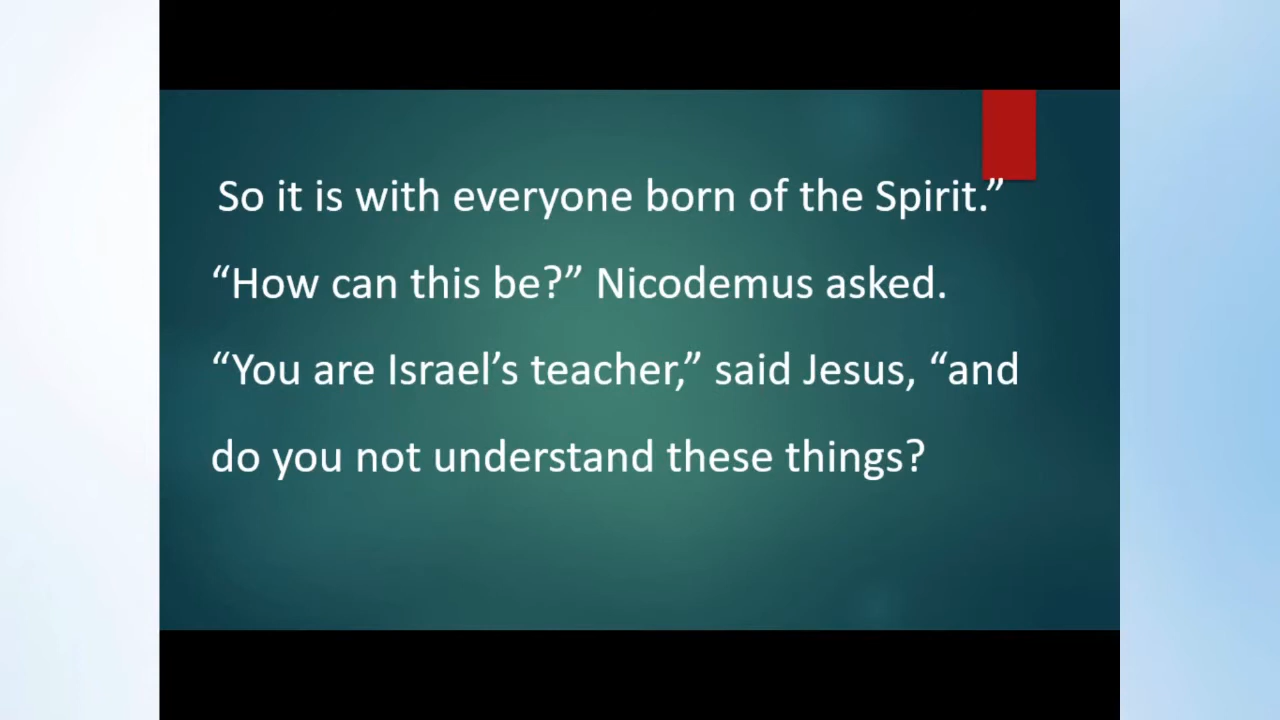 So it is with everyone born of the Spirit.”
“How can this be?” Nicodemus asked.
“You are Israel’s teacher,” said Jesus, “and
do you not understand these things?